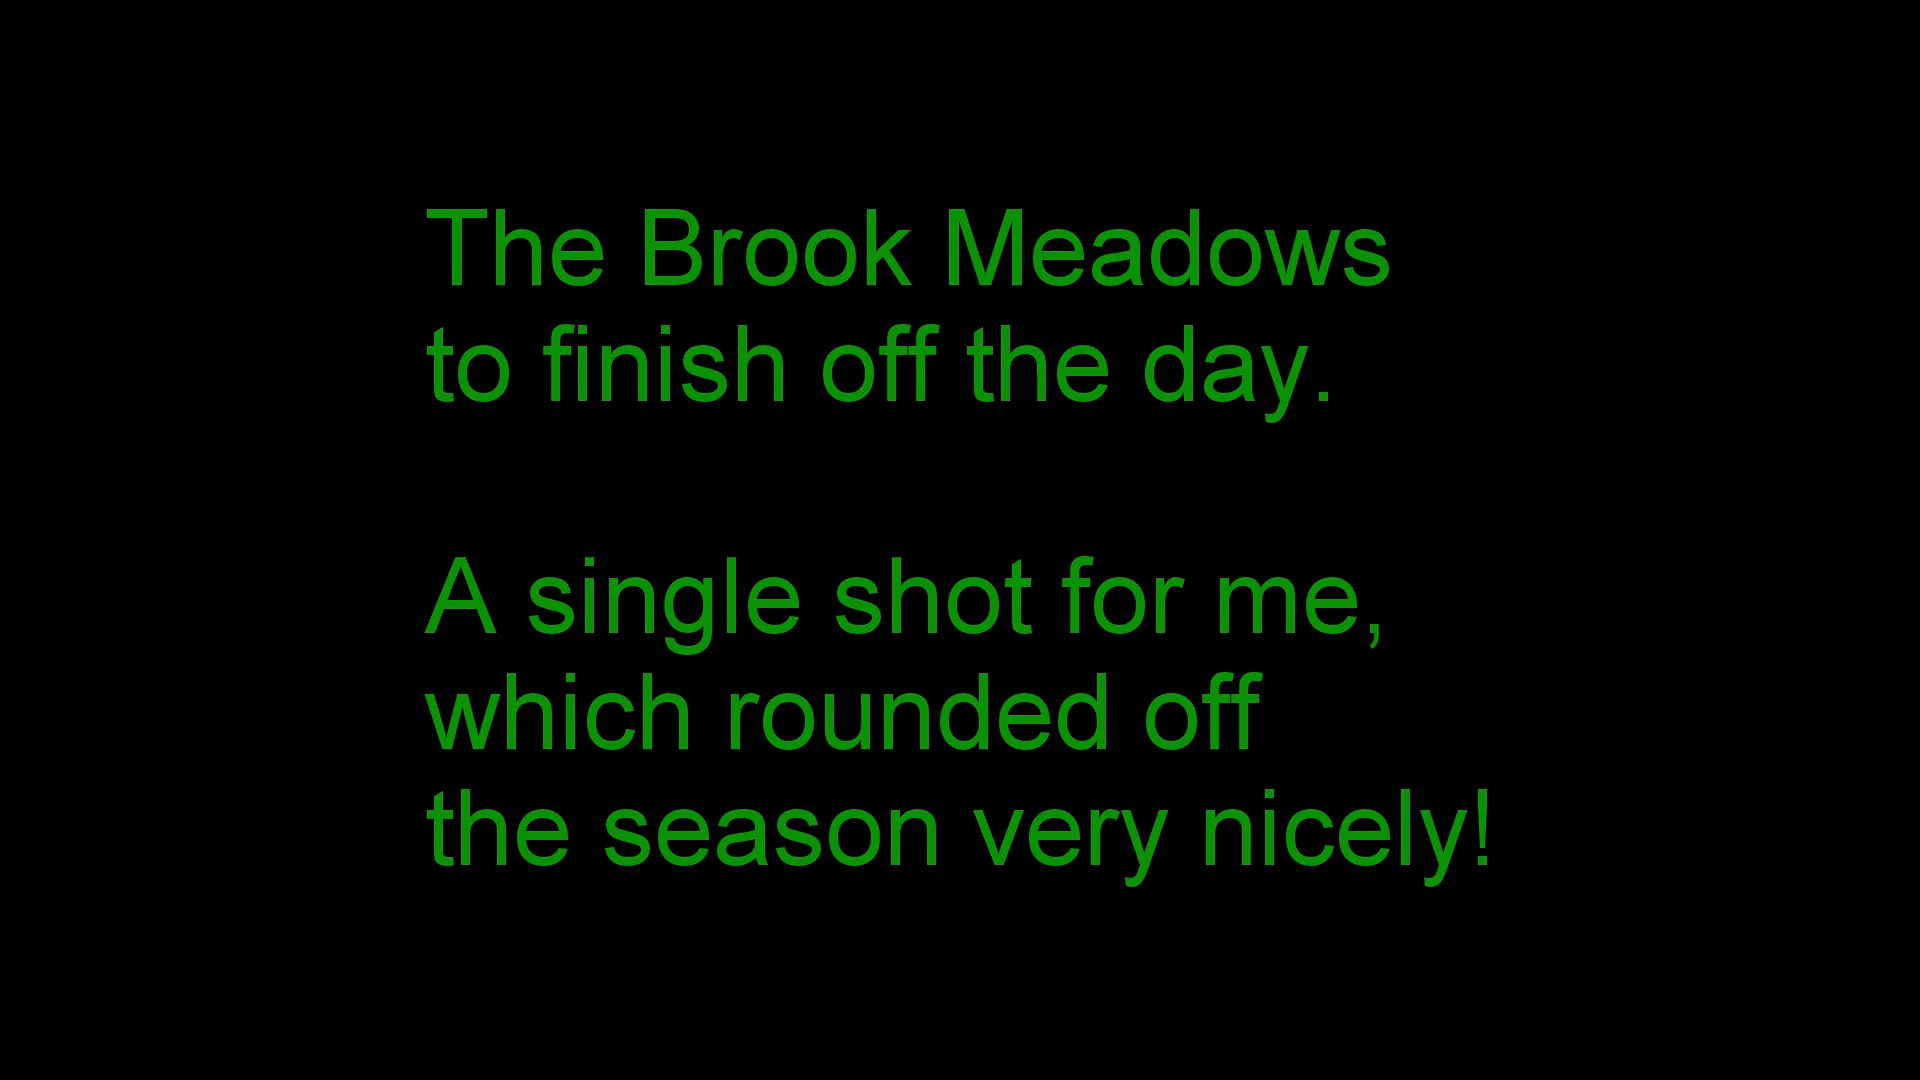 The Brook Meadows
to finish off the day.
A single shot for me,
which rounded off
the season very nicely!